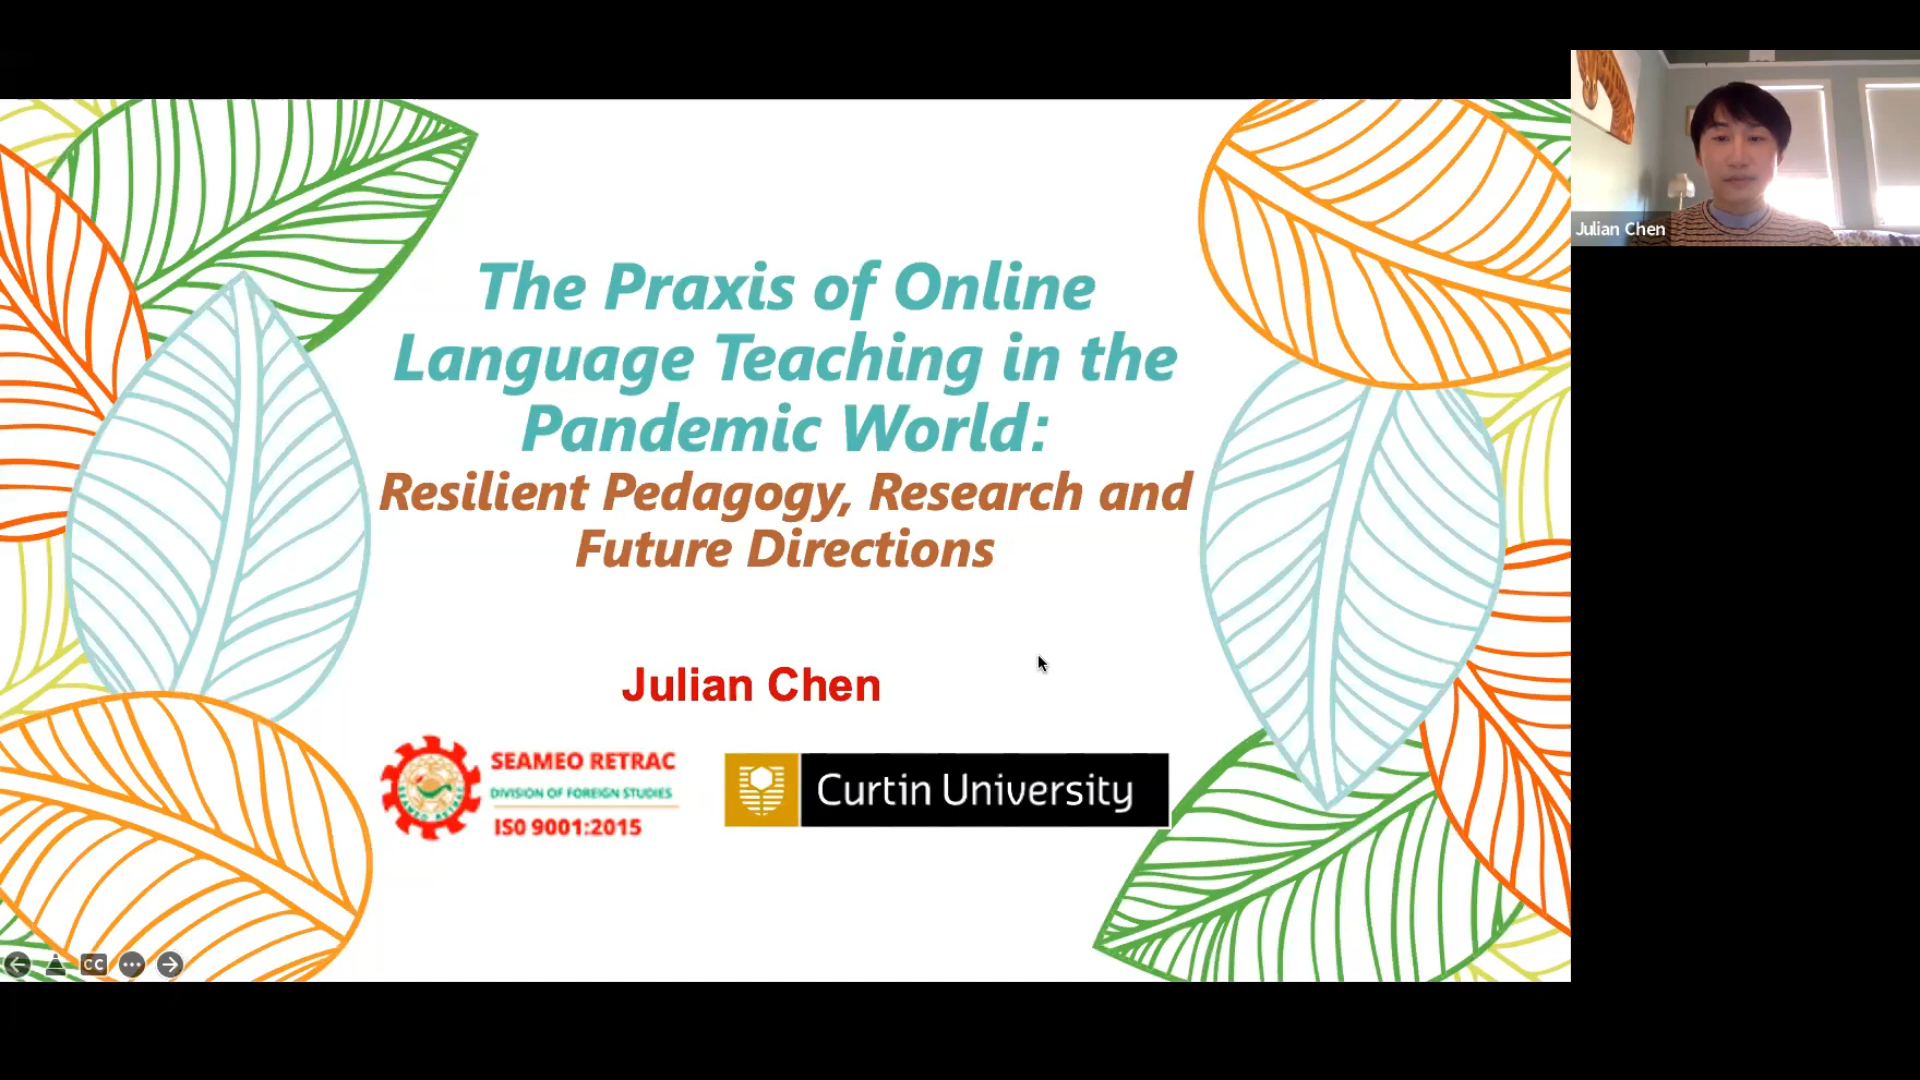 The Praxis of Online
Language Teaching in the
Pandemic World:
Resilient Pedagogy, Research and
Future Directions
Julian Chen
SEAMEO RETRAC
DIVISION OF FOREIGN STUDIES
ISO 9001:2015
Curtin University
Julian Chen
CC